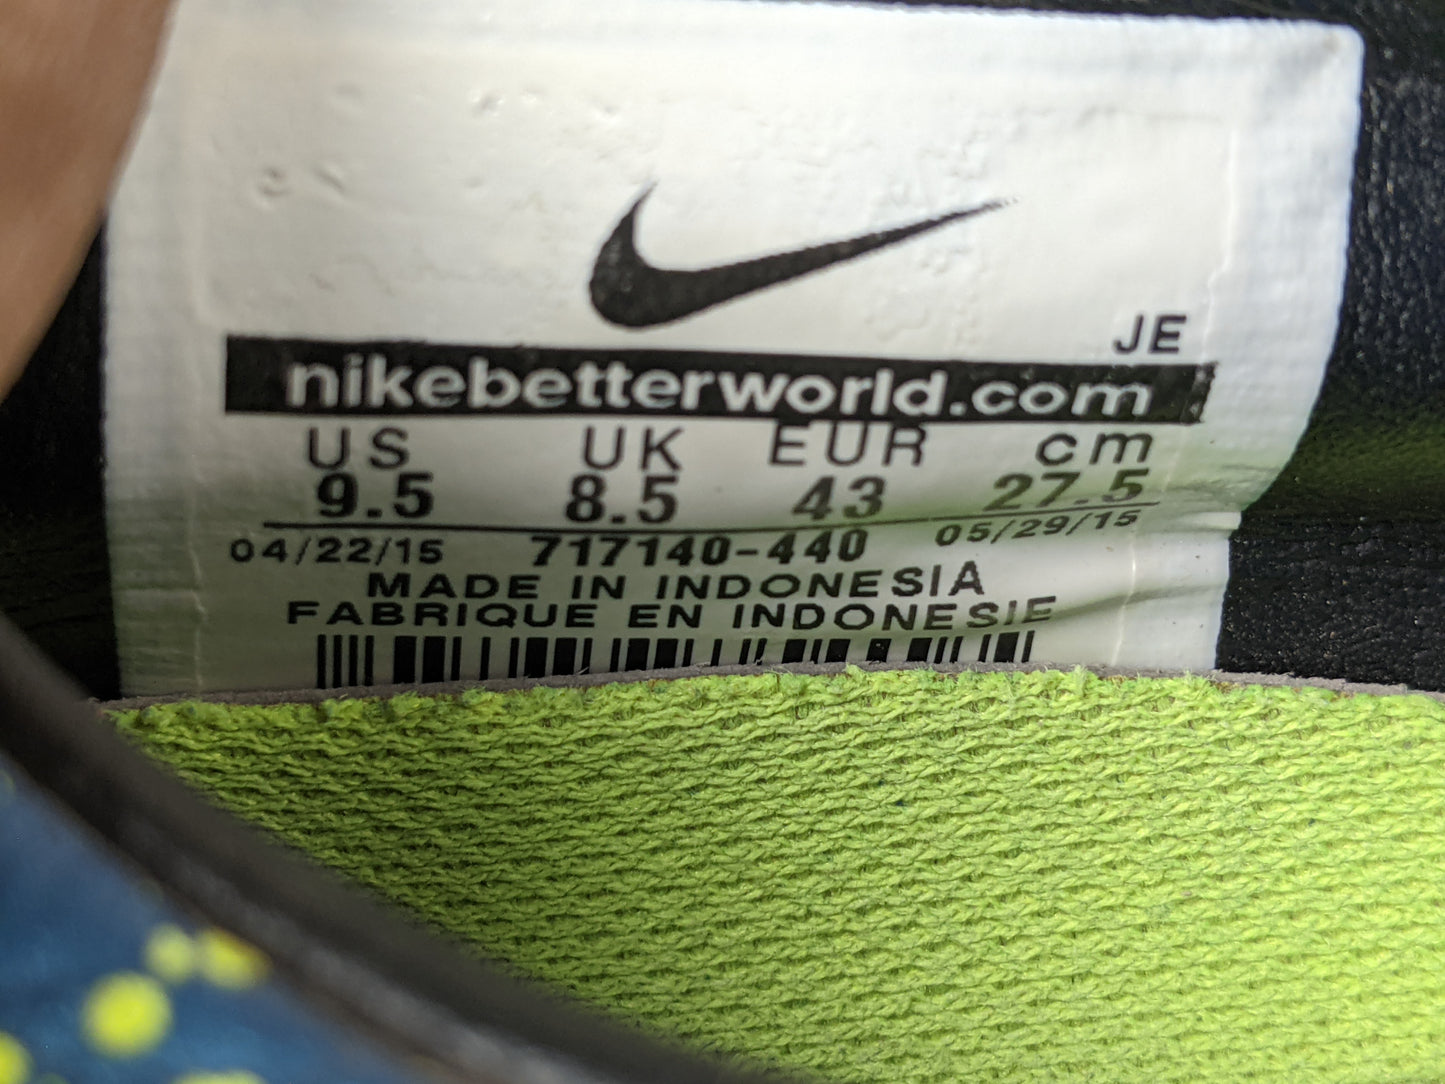 JE
nikebetterworld.com
US UK EUR cm
9.5 8.5 43 27.5
04/22/15 717140-440 05/29/15
MADE IN INDONESIA
FABRIQUE EN INDONESIE